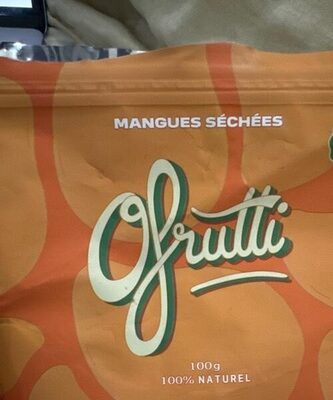 MANGUES SÉCHÉES
Ofrutti
100g
100% NATUREL